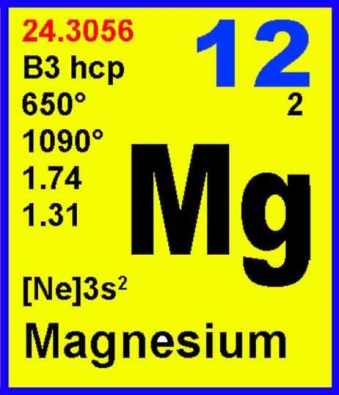 24.3056 12
B3 hcp
650° 2
1090°
1.74
1.31
Mg
[Ne]3s²
Magnesium